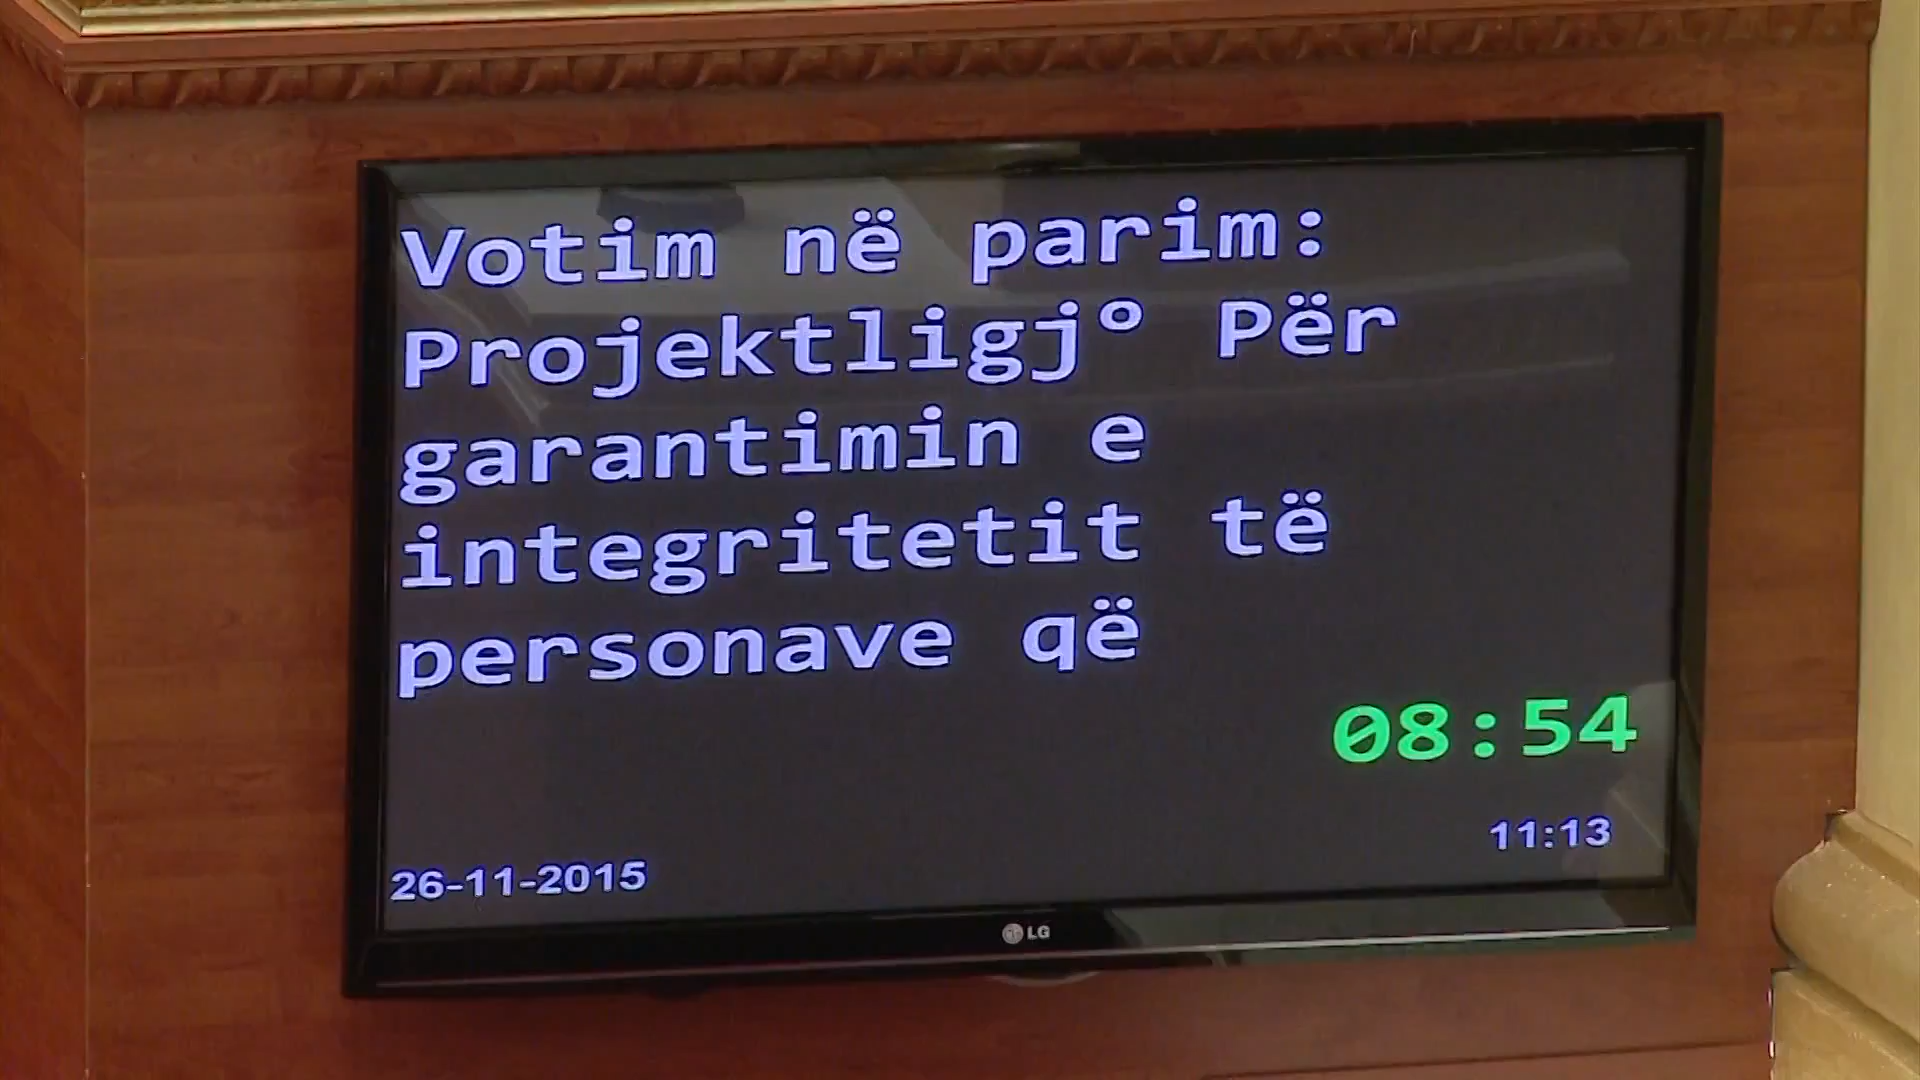 Votim në parim:
Projektligj° Për
garantimin e
integritetit të
personave që
08:54
11:13
26-11-2015
LG